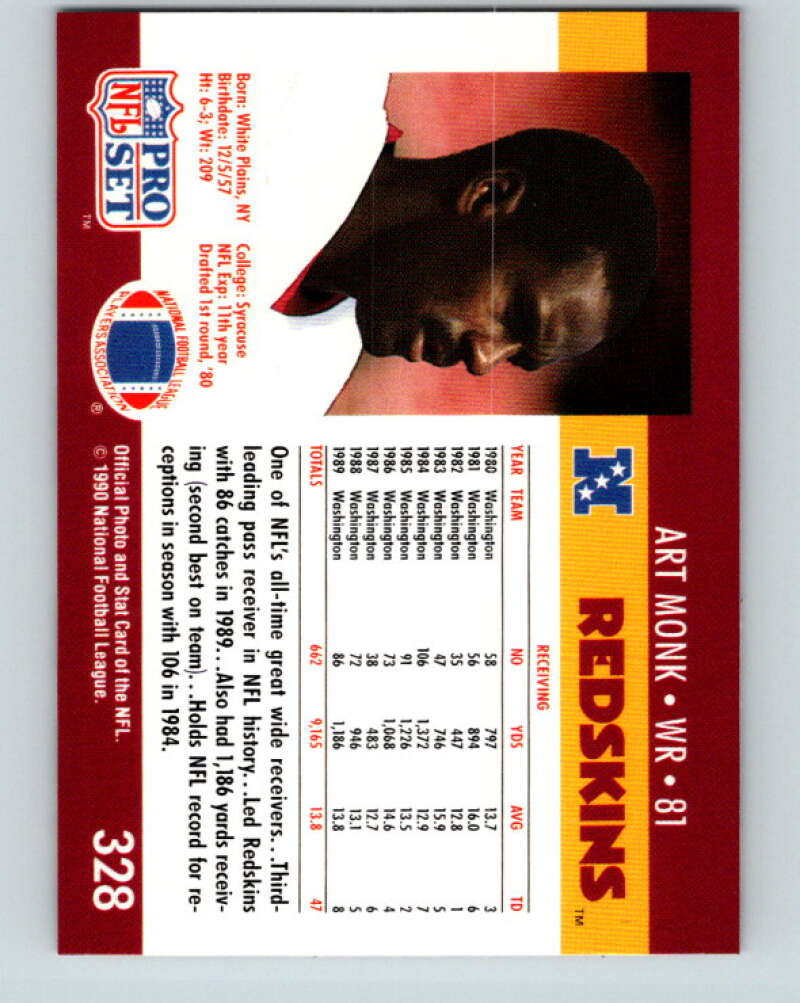 ART MONK • WR • 81
REDSKINS™
RECEIVING
YEAR TEAM NO YDS AVG TD
1980 Washington 58 797 13.7 3
1981 Washington 56 894 16.0 6
1982 Washington 35 447 12.8 1
1983 Washington 47 746 15.9 5
1984 Washington 106 1,372 12.9 7
1985 Washington 91 1,226 13.5 2
1986 Washington 73 1,068 14.6 4
1987 Washington 38 483 12.7 6
1988 Washington 72 946 13.1 5
1989 Washington 86 1,186 13.8 8
TOTALS 662 9,165 13.8 47
One of NFL's all-time great wide receivers. . .Third-
leading pass receiver in NFL history. . .Led Redskins
with 86 catches in 1989. . .Also had 1,186 yards receiv-
ing (second best on team). . .Holds NFL record for re-
ceptions in season with 106 in 1984.
Born: White Plains, NY
Birthdate: 12/5/57
Ht: 6-3; Wt: 209
College: Syracuse
NFL Exp: 11th year
Drafted 1st round, '80
NFL
PRO
SET
™
NATIONAL FOOTBALL LEAGUE
PLAYERS ASSOCIATION
®
Official Photo and Stat Card of the NFL.
© 1990 National Football League.
328